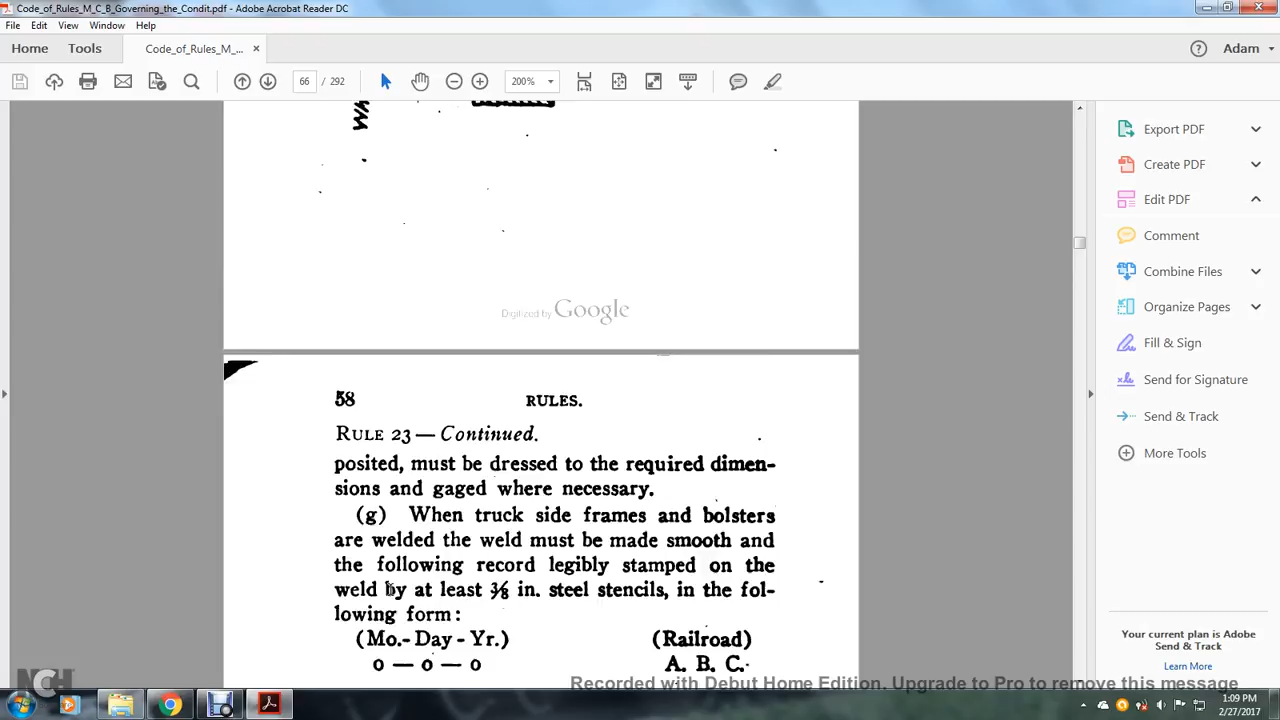 Code_of_Rules_M_C_B_Governing_the_Condit.pdf - Adobe Acrobat Reader DC
File Edit View Window Help
Home Tools Code_of_Rules_M_... × Adam
66 / 292 200%
Export PDF
Create PDF
Edit PDF
Comment
Combine Files
Organize Pages
Fill & Sign
Send for Signature
Send & Track
More Tools
Digitized by Google
58 RULES.
RULE 23 — Continued.
posited, must be dressed to the required dimen-
sions and gaged where necessary.
(g) When truck side frames and bolsters
are welded the weld must be made smooth and
the following record legibly stamped on the
weld by at least 3⁄8 in. steel stencils, in the fol-
lowing form:
(Mo.- Day - Yr.) (Railroad)
o — o — o A. B. C.
Your current plan is Adobe
Send & Track
Learn More
Recorded with Debut Home Edition. Upgrade to Pro to remove this message
NCH
1:09 PM
2/27/2017